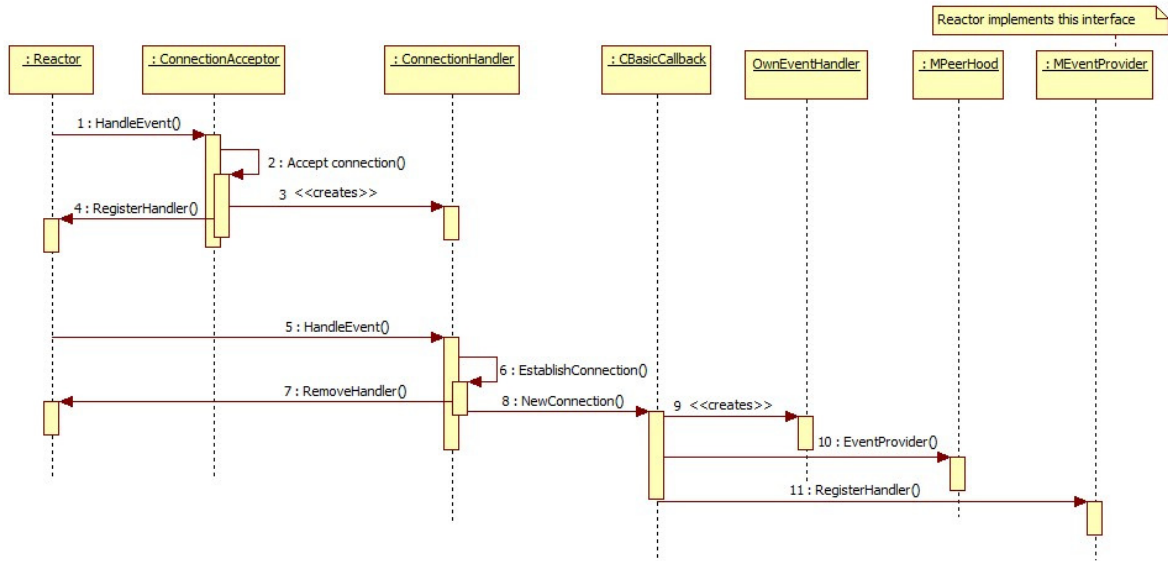 Reactor implements this interface
: Reactor
: ConnectionAcceptor
: ConnectionHandler
: CBasicCallback
OwnEventHandler
: MPeerHood
: MEventProvider
1 : HandleEvent()
2 : Accept connection()
3 <<creates>>
4 : RegisterHandler()
5 : HandleEvent()
6 : EstablishConnection()
7 : RemoveHandler()
8 : NewConnection()
9 <<creates>>
10 : EventProvider()
11 : RegisterHandler()